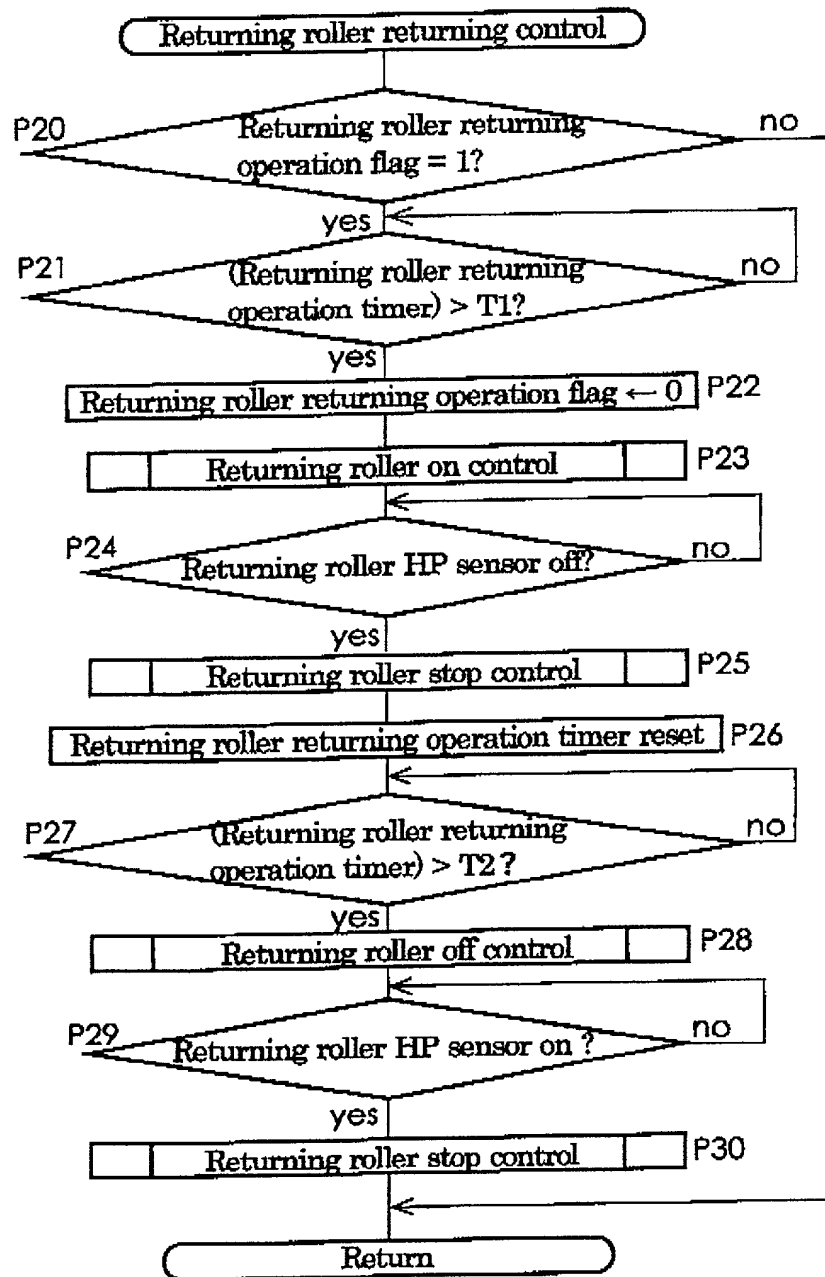 Returning roller returning control
P20
Returning roller returning
operation flag = 1?
no
yes
P21
(Returning roller returning
operation timer) > T1?
no
yes
Returning roller returning operation flag ← 0
P22
Returning roller on control
P23
P24
Returning roller HP sensor off?
no
yes
Returning roller stop control
P25
Returning roller returning operation timer reset
P26
P27
(Returning roller returning
operation timer) > T2 ?
no
yes
Returning roller off control
P28
P29
Returning roller HP sensor on ?
no
yes
Returning roller stop control
P30
Return